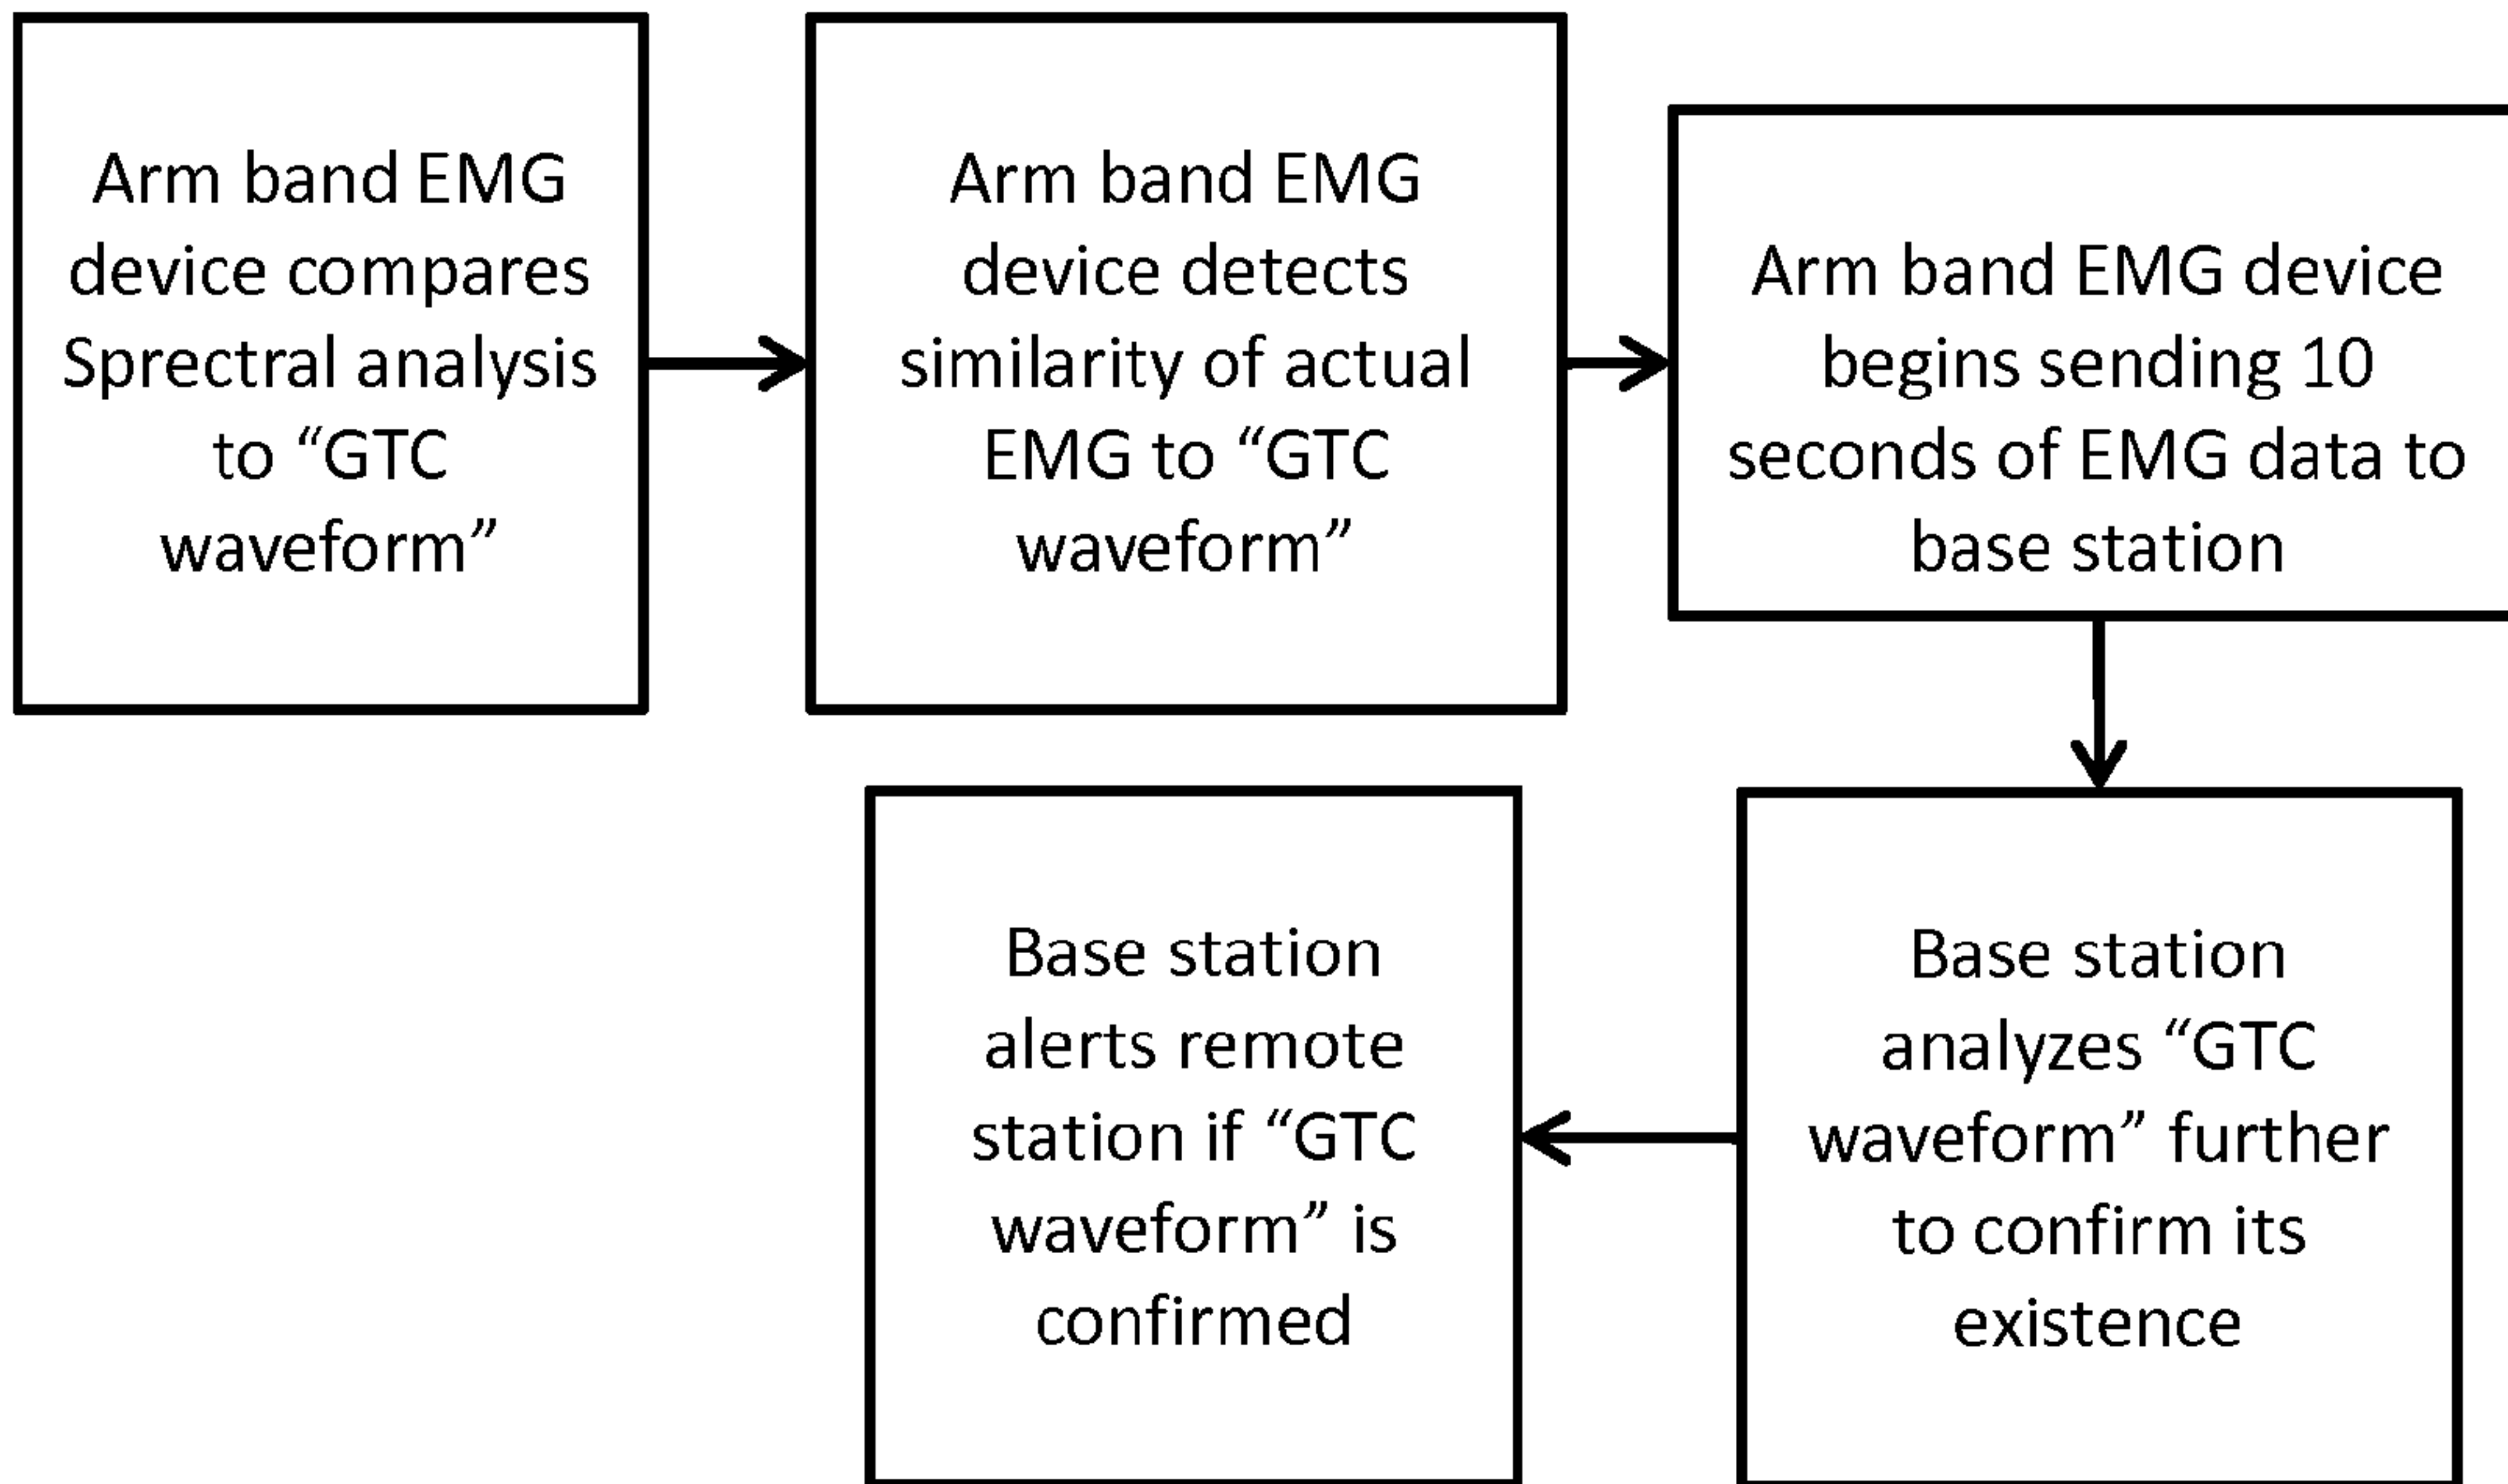 Arm band EMG
device compares
Sprectral analysis
to “GTC
waveform”
Arm band EMG
device detects
similarity of actual
EMG to “GTC
waveform”
Arm band EMG device
begins sending 10
seconds of EMG data to
base station
Base station
analyzes “GTC
waveform” further
to confirm its
existence
Base station
alerts remote
station if “GTC
waveform” is
confirmed